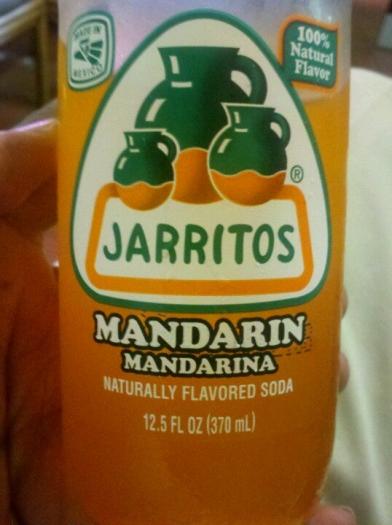 MADE IN
MEXICO
100%
Natural
Flavor
®
JARRITOS
MANDARIN
MANDARINA
NATURALLY FLAVORED SODA
12.5 FL OZ (370 mL)